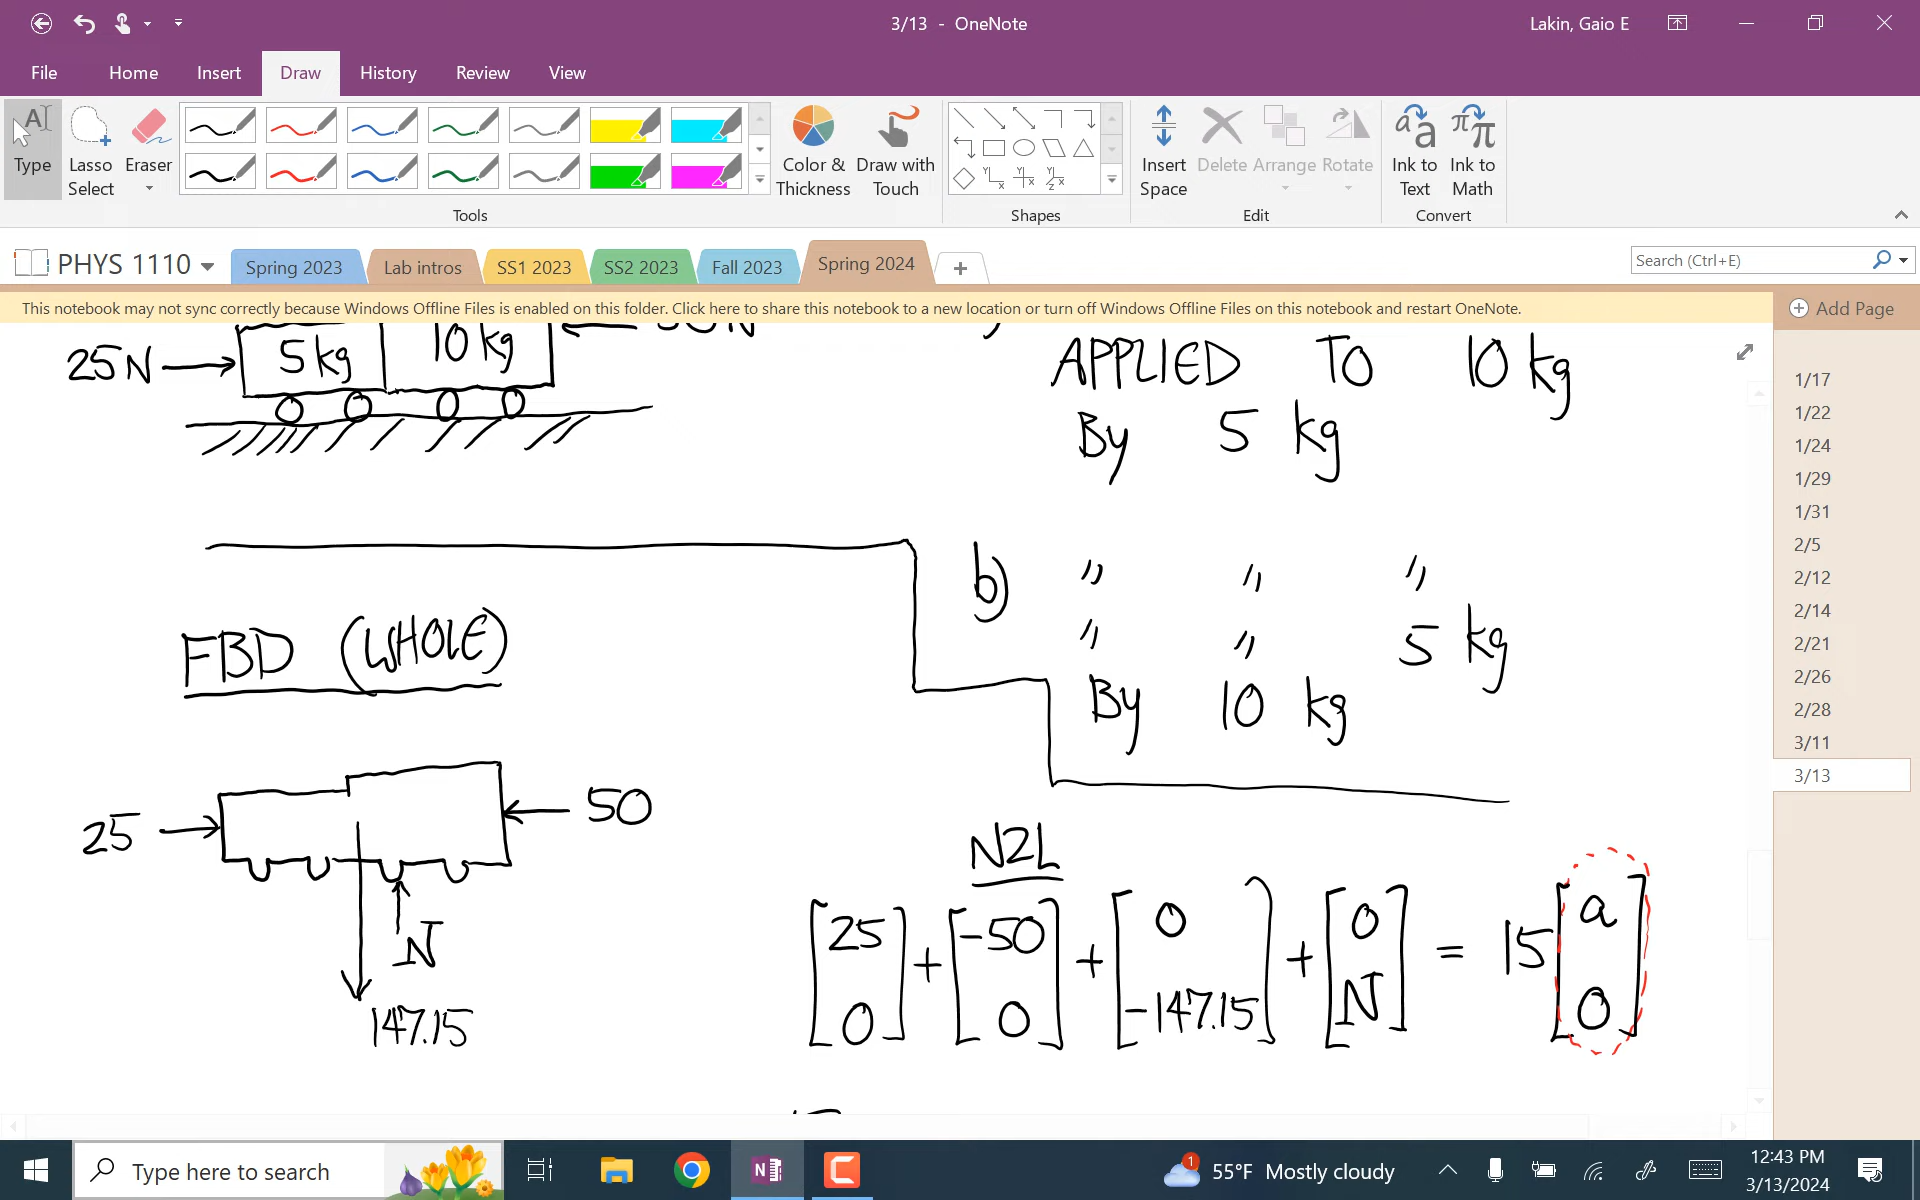 3/13 - OneNote
Lakin, Gaio E
File Home Insert Draw History Review View
Type
Lasso Select
Eraser
Color & Thickness
Draw with Touch
Insert Space
Delete
Arrange
Rotate
Ink to Text
Ink to Math
Tools
Shapes
Edit
Convert
PHYS 1110
Spring 2023
Lab intros
SS1 2023
SS2 2023
Fall 2023
Spring 2024
Search (Ctrl+E)
This notebook may not sync correctly because Windows Offline Files is enabled on this folder. Click here to share this notebook to a new location or turn off Windows Offline Files on this notebook and restart OneNote.
Add Page
1/17
1/22
1/24
1/29
1/31
2/5
2/12
2/14
2/21
2/26
2/28
3/11
3/13
25N
5 kg
10 kg
APPLIED TO 10 kg
By 5 kg
b) " " "
" " 5 kg
By 10 kg
FBD (WHOLE)
25
50
N
147.15
N2L
[25 0] + [-50 0] + [0 -147.15] + [0 N] = 15 [a 0]
Type here to search
1
55°F Mostly cloudy
12:43 PM
3/13/2024